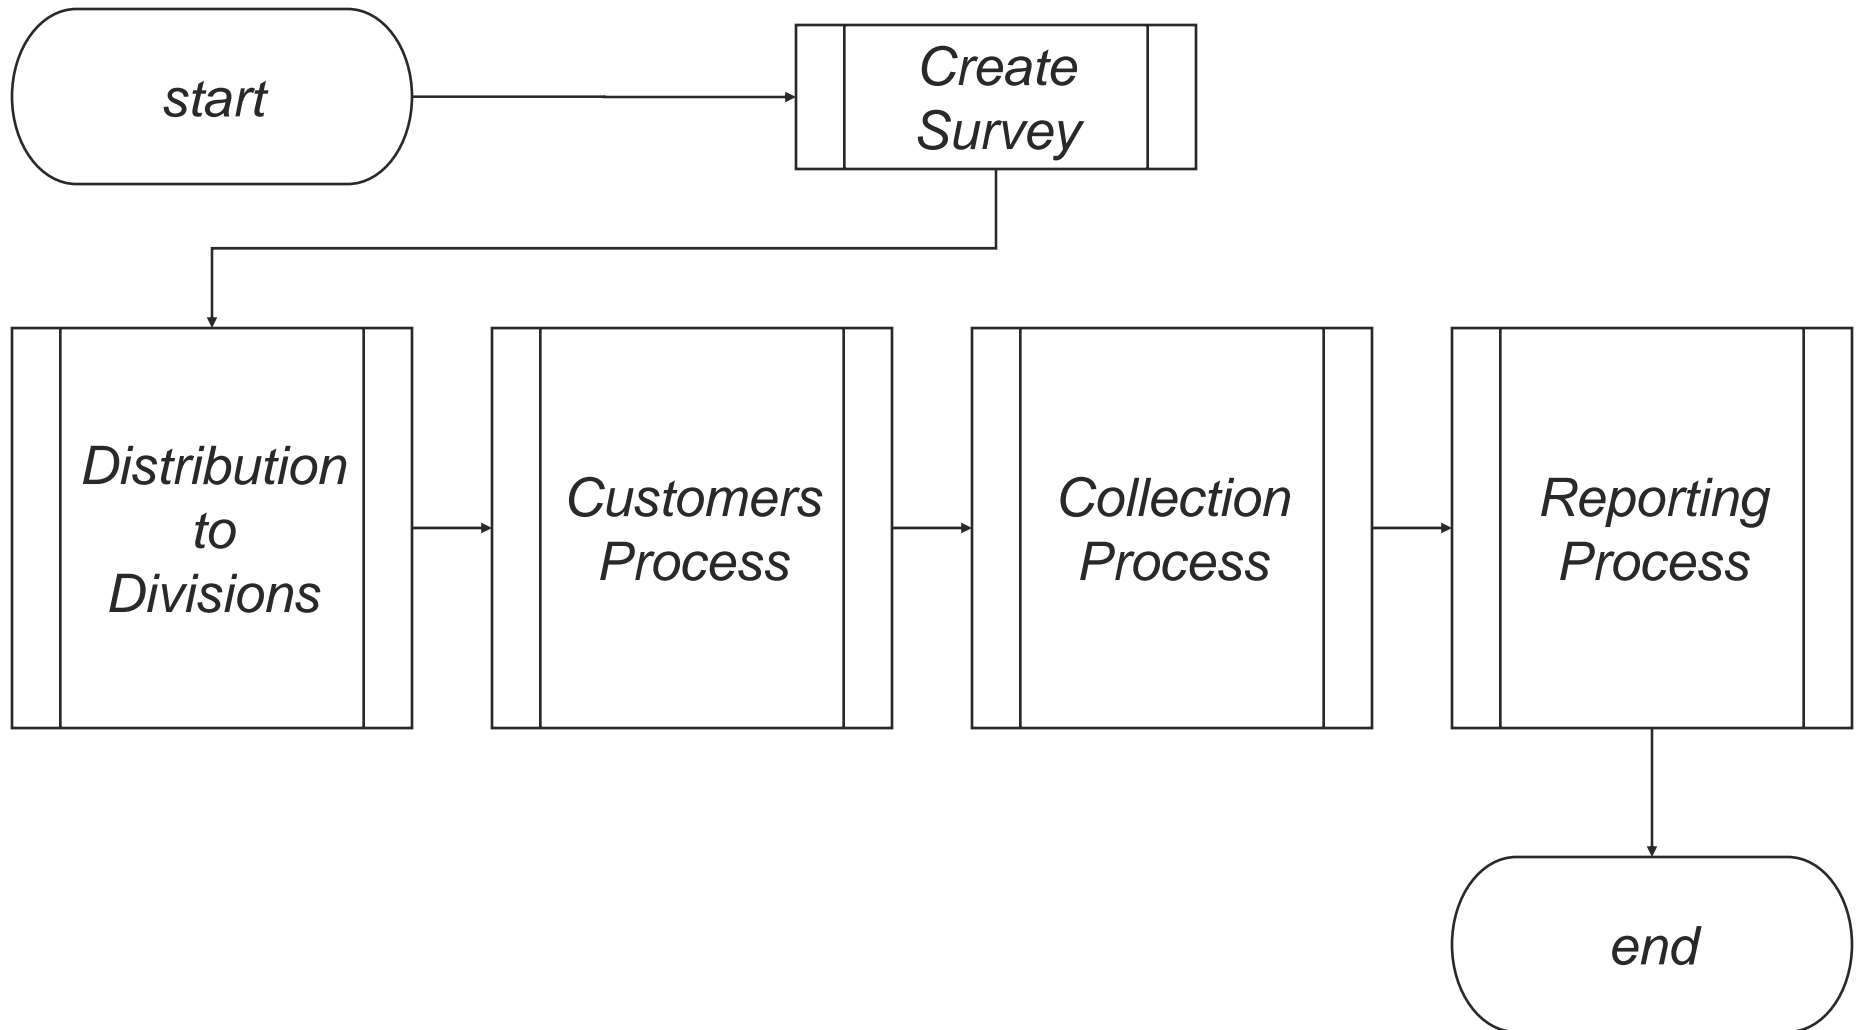 start
Create
Survey
Distribution
to
Divisions
Customers
Process
Collection
Process
Reporting
Process
end